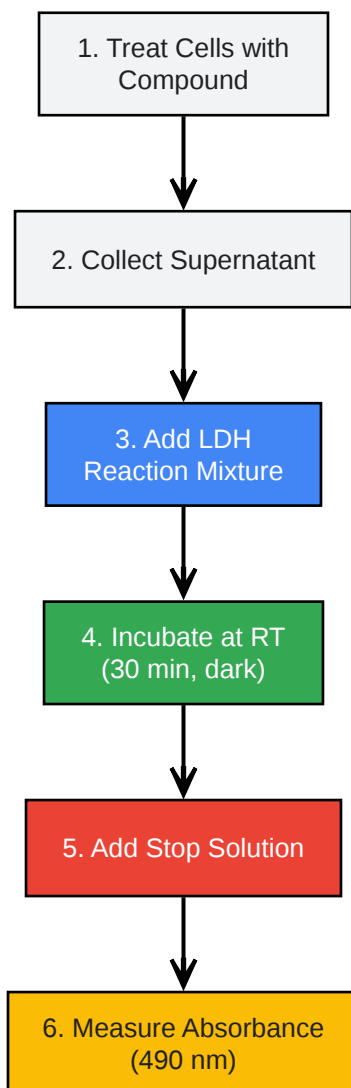 1. Treat Cells with
Compound
2. Collect Supernatant
3. Add LDH
Reaction Mixture
4. Incubate at RT
(30 min, dark)
5. Add Stop Solution
6. Measure Absorbance
(490 nm)